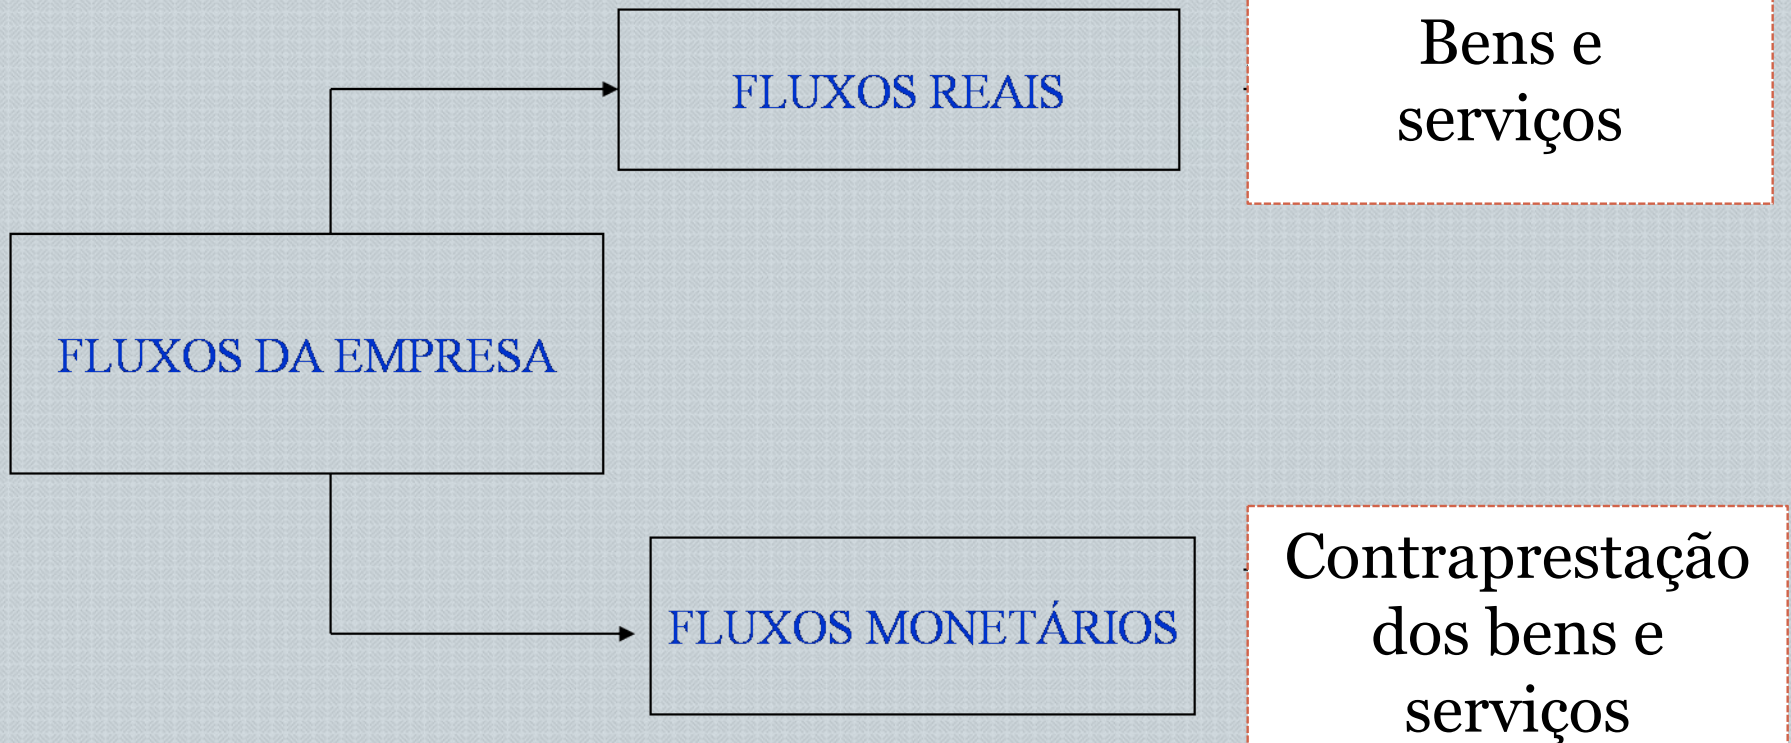 Bens e
serviços
FLUXOS REAIS
FLUXOS DA EMPRESA
FLUXOS MONETÁRIOS
Contraprestação
dos bens e
serviços